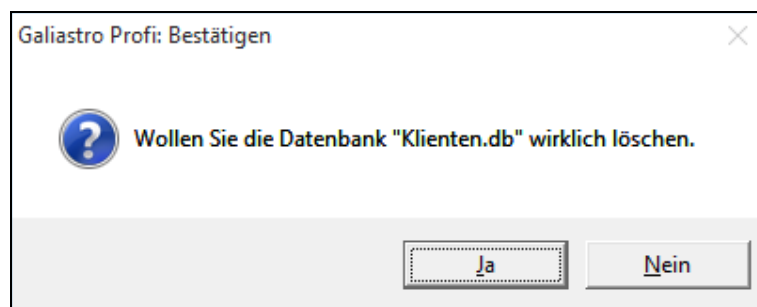 Galiastro Profi: Bestätigen
Wollen Sie die Datenbank "Klienten.db" wirklich löschen.
Ja
Nein